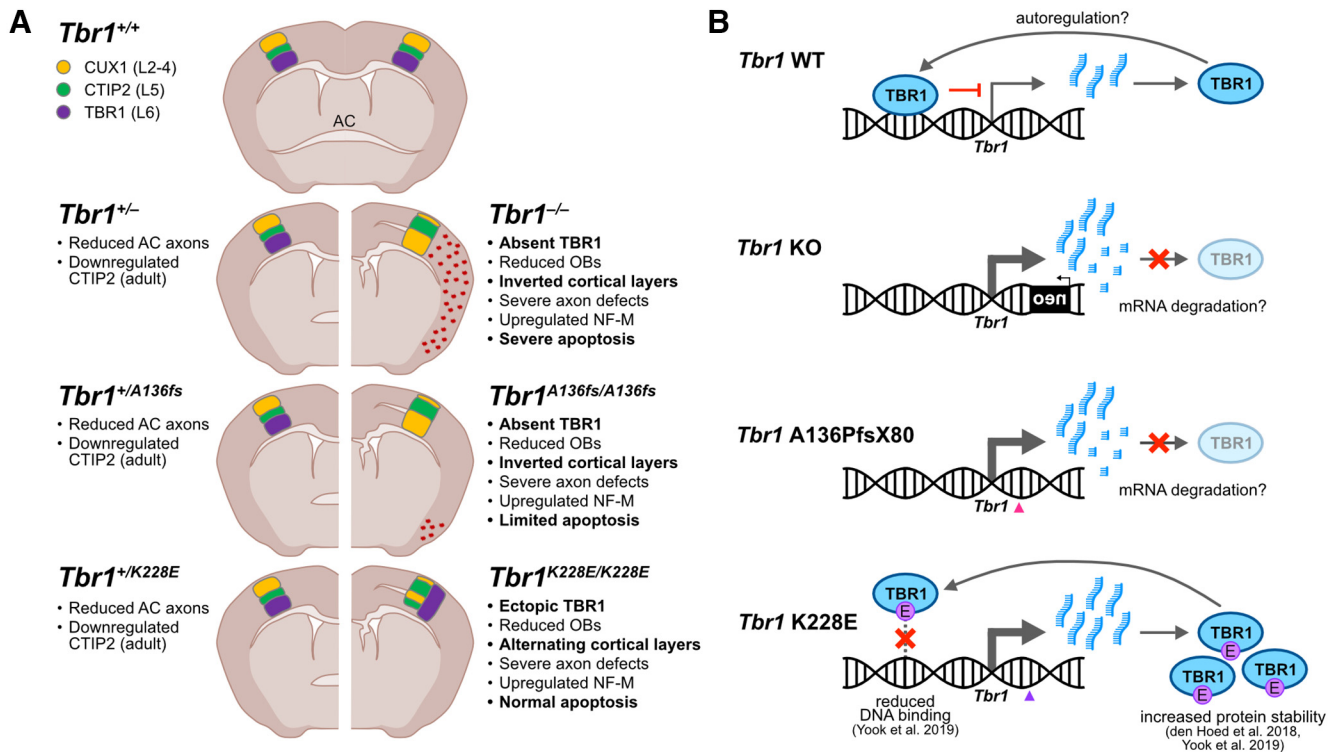 A
Tbr1+/+
CUX1 (L2-4)
CTIP2 (L5)
TBR1 (L6)
AC
Tbr1+/–
• Reduced AC axons
• Downregulated
CTIP2 (adult)
Tbr1–/–
• Absent TBR1
• Reduced OBs
• Inverted cortical layers
• Severe axon defects
• Upregulated NF-M
• Severe apoptosis
Tbr1+/A136fs
• Reduced AC axons
• Downregulated
CTIP2 (adult)
Tbr1A136fs/A136fs
• Absent TBR1
• Reduced OBs
• Inverted cortical layers
• Severe axon defects
• Upregulated NF-M
• Limited apoptosis
Tbr1+/K228E
• Reduced AC axons
• Downregulated
CTIP2 (adult)
Tbr1K228E/K228E
• Ectopic TBR1
• Reduced OBs
• Alternating cortical layers
• Severe axon defects
• Upregulated NF-M
• Normal apoptosis
B
autoregulation?
Tbr1 WT
TBR1
TBR1
Tbr1
Tbr1 KO
TBR1
neo
mRNA degradation?
Tbr1
Tbr1 A136PfsX80
TBR1
mRNA degradation?
Tbr1
Tbr1 K228E
TBR1
E
TBR1
E
TBR1
E
TBR1
E
Tbr1
reduced
DNA binding
(Yook et al. 2019)
increased protein stability
(den Hoed et al. 2018,
Yook et al. 2019)